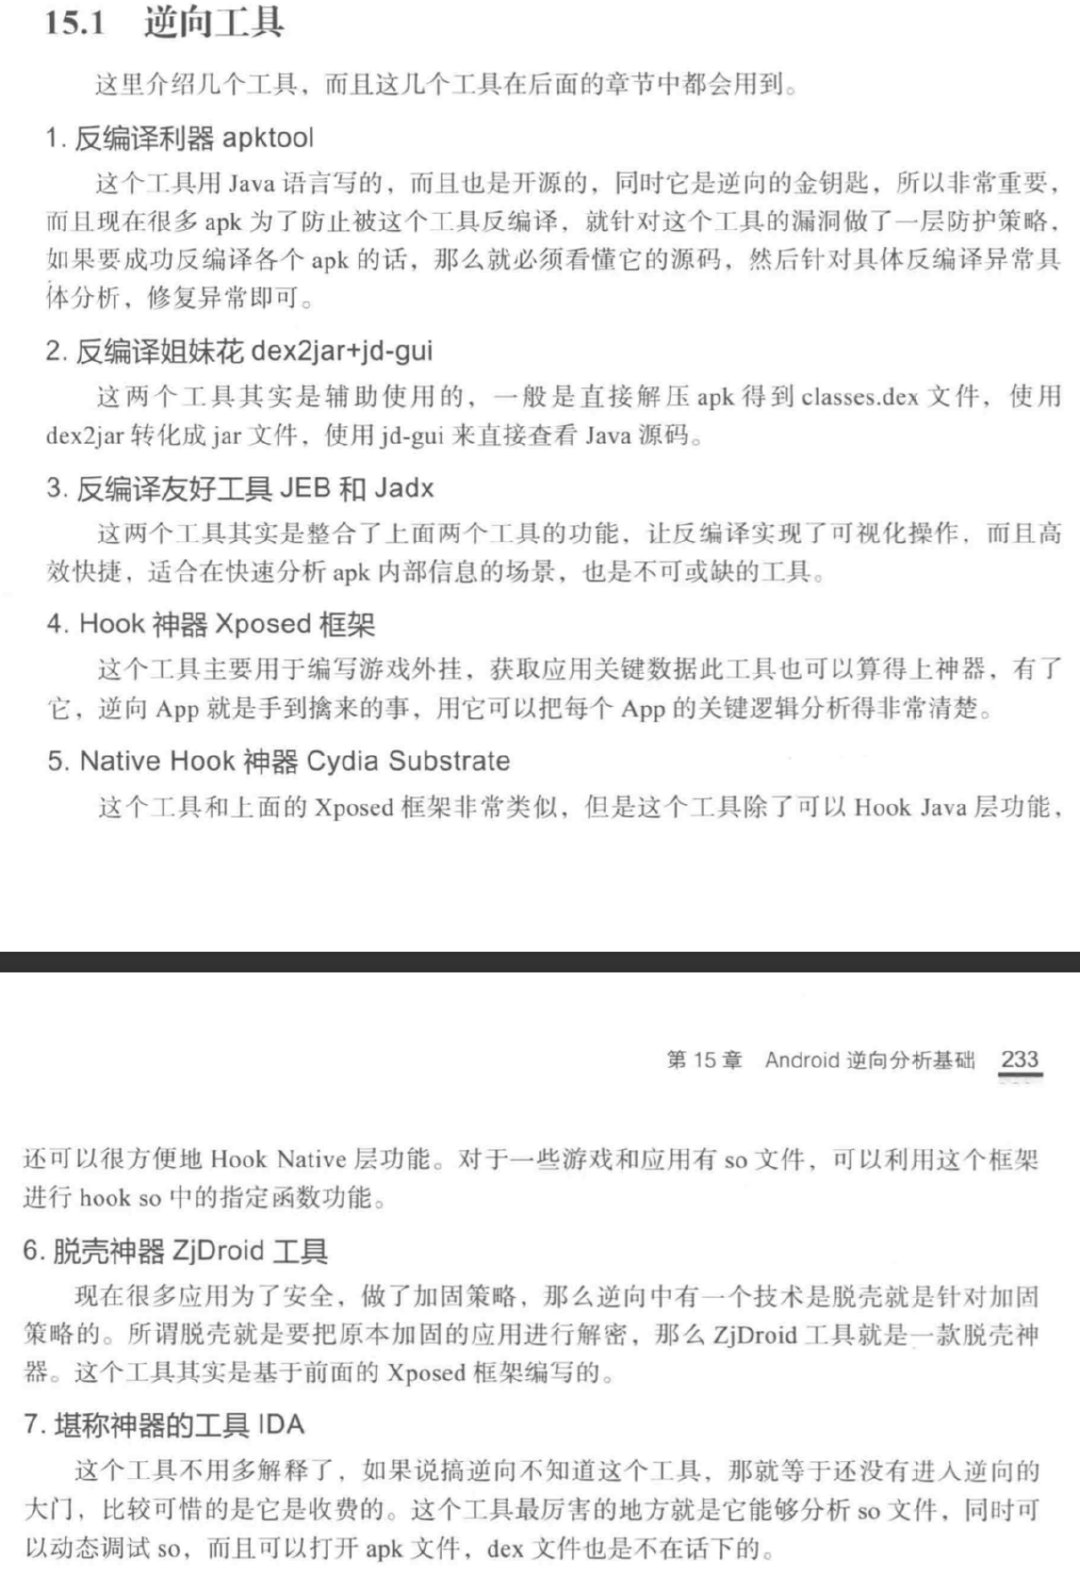 15.1 逆向工具
这里介绍几个工具，而且这几个工具在后面的章节中都会用到。
1. 反编译利器 apktool
这个工具用 Java 语言写的，而且也是开源的，同时它是逆向的金钥匙，所以非常重要，
而且现在很多 apk 为了防止被这个工具反编译，就针对这个工具的漏洞做了一层防护策略，
如果要成功反编译各个 apk 的话，那么就必须看懂它的源码，然后针对具体反编译异常具
体分析，修复异常即可。
2. 反编译姐妹花 dex2jar+jd-gui
这两个工具其实是辅助使用的，一般是直接解压 apk 得到 classes.dex 文件，使用
dex2jar 转化成 jar 文件，使用 jd-gui 来直接查看 Java 源码。
3. 反编译友好工具 JEB 和 Jadx
这两个工具其实是整合了上面两个工具的功能，让反编译实现了可视化操作，而且高
效快捷，适合在快速分析 apk 内部信息的场景，也是不可或缺的工具。
4. Hook 神器 Xposed 框架
这个工具主要用于编写游戏外挂，获取应用关键数据此工具也可以算得上神器，有了
它，逆向 App 就是手到擒来的事，用它可以把每个 App 的关键逻辑分析得非常清楚。
5. Native Hook 神器 Cydia Substrate
这个工具和上面的 Xposed 框架非常类似，但是这个工具除了可以 Hook Java 层功能，
第 15 章 Android 逆向分析基础 233
还可以很方便地 Hook Native 层功能。对于一些游戏和应用有 so 文件，可以利用这个框架
进行 hook so 中的指定函数功能。
6. 脱壳神器 ZjDroid 工具
现在很多应用为了安全，做了加固策略，那么逆向中有一个技术是脱壳就是针对加固
策略的。所谓脱壳就是要把原本加固的应用进行解密，那么 ZjDroid 工具就是一款脱壳神
器。这个工具其实是基于前面的 Xposed 框架编写的。
7. 堪称神器的工具 IDA
这个工具不用多解释了，如果说搞逆向不知道这个工具，那就等于还没有进入逆向的
大门，比较可惜的是它是收费的。这个工具最厉害的地方就是它能够分析 so 文件，同时可
以动态调试 so，而且可以打开 apk 文件，dex 文件也是不在话下的。